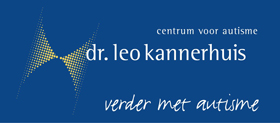 centrum voor autisme
dr. leo kannerhuis
verder met autisme